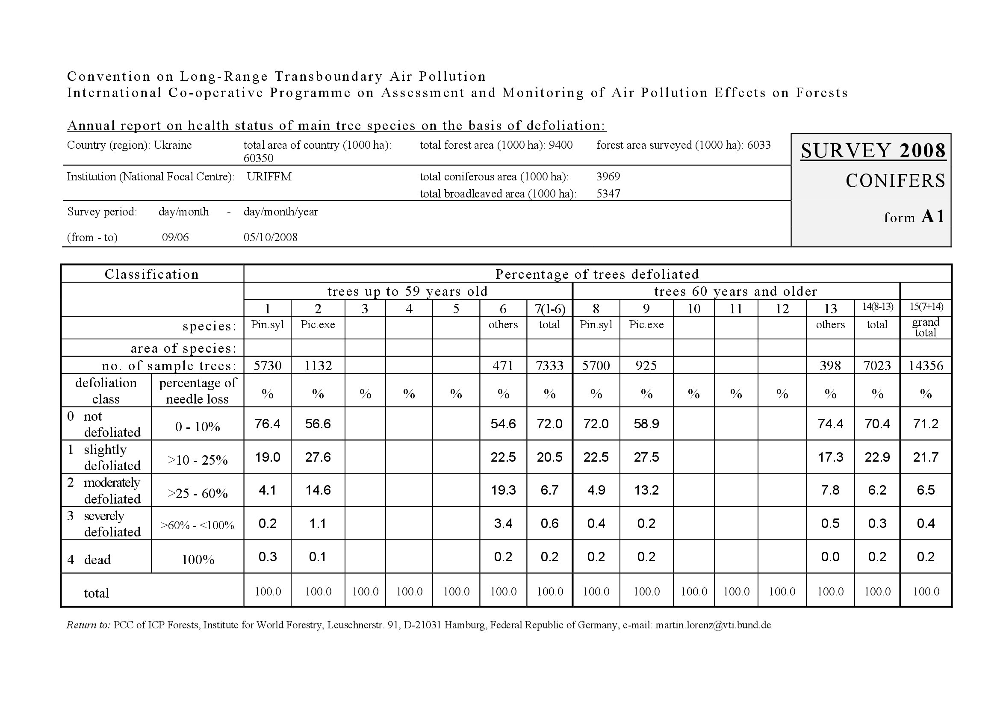 Convention on Long-Range Transboundary Air Pollution
International Co-operative Programme on Assessment and Monitoring of Air Pollution Effects on Forests
Annual report on health status of main tree species on the basis of defoliation:
Country (region): Ukraine total area of country (1000 ha): 60350 total forest area (1000 ha): 9400 forest area surveyed (1000 ha): 6033
SURVEY 2008
Institution (National Focal Centre): URIFFM total coniferous area (1000 ha): 3969
CONIFERS
total broadleaved area (1000 ha): 5347
Survey period: day/month - day/month/year
form A1
(from - to) 09/06 05/10/2008
Classification Percentage of trees defoliated
trees up to 59 years old trees 60 years and older
1 2 3 4 5 6 7(1-6) 8 9 10 11 12 13 14(8-13) 15(7+14)
species: Pin.syl Pic.exe others total Pin.syl Pic.exe others total grand total
area of species:
no. of sample trees: 5730 1132 471 7333 5700 925 398 7023 14356
defoliation class percentage of needle loss % % % % % % % % % % % % % % %
0 not defoliated 0 - 10% 76.4 56.6 54.6 72.0 72.0 58.9 74.4 70.4 71.2
1 slightly defoliated >10 - 25% 19.0 27.6 22.5 20.5 22.5 27.5 17.3 22.9 21.7
2 moderately defoliated >25 - 60% 4.1 14.6 19.3 6.7 4.9 13.2 7.8 6.2 6.5
3 severely defoliated >60% - <100% 0.2 1.1 3.4 0.6 0.4 0.2 0.5 0.3 0.4
4 dead 100% 0.3 0.1 0.2 0.2 0.2 0.2 0.0 0.2 0.2
total 100.0 100.0 100.0 100.0 100.0 100.0 100.0 100.0 100.0 100.0 100.0 100.0 100.0 100.0 100.0
Return to: PCC of ICP Forests, Institute for World Forestry, Leuschnerstr. 91, D-21031 Hamburg, Federal Republic of Germany, e-mail: martin.lorenz@vti.bund.de